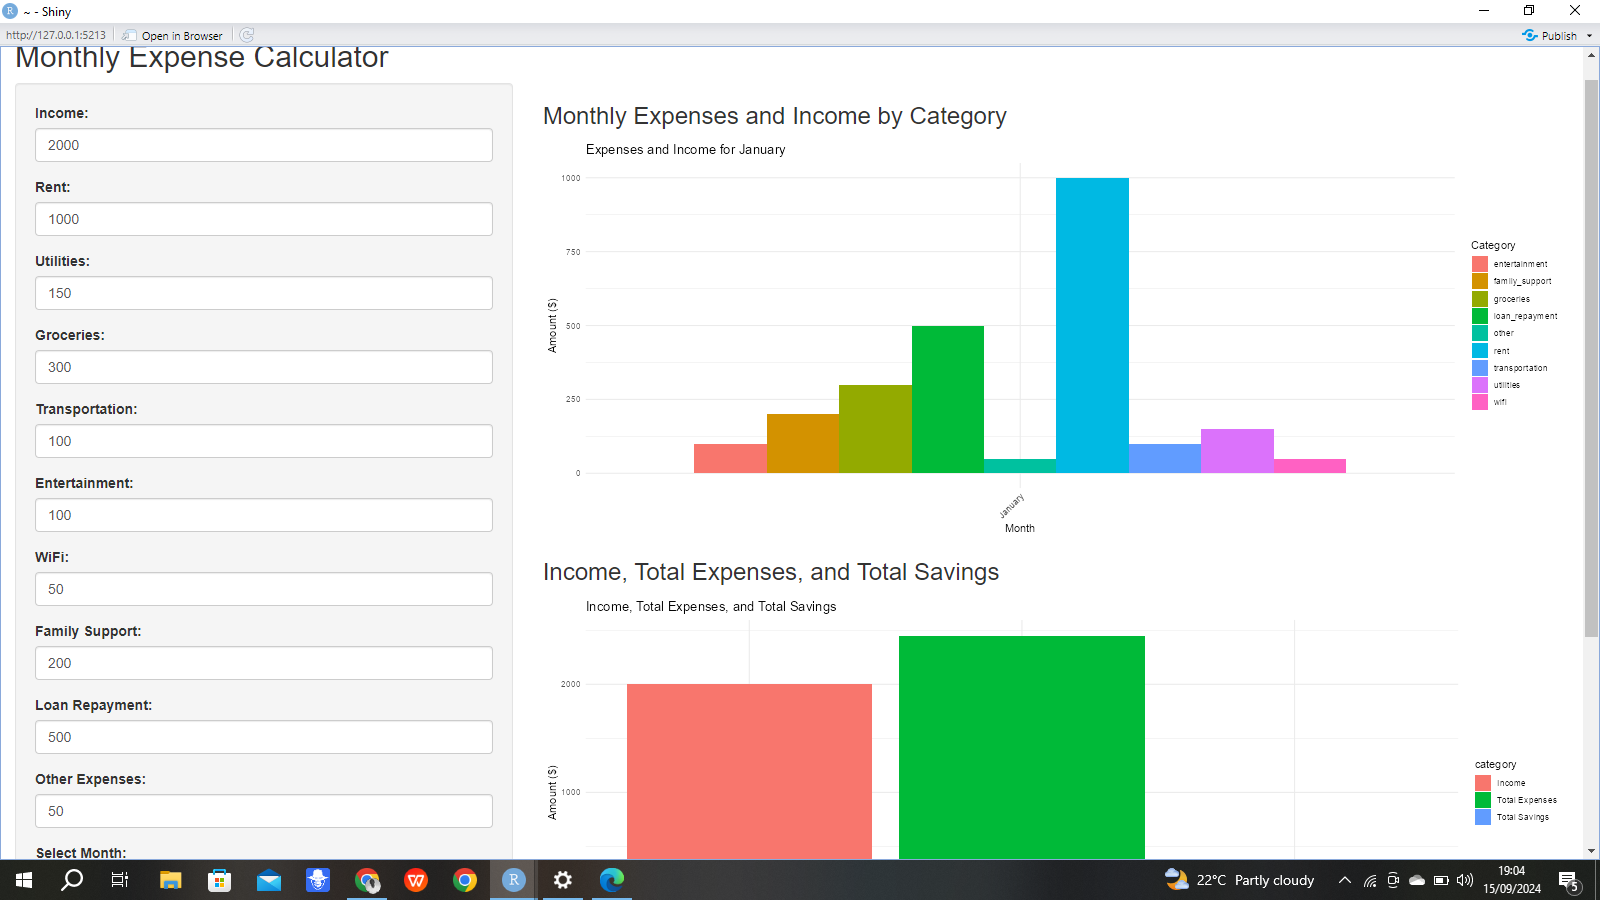 ~ - Shiny
http://127.0.0.1:5213
Open in Browser
Publish
Monthly Expense Calculator
Income:
2000
Rent:
1000
Utilities:
150
Groceries:
300
Transportation:
100
Entertainment:
100
WiFi:
50
Family Support:
200
Loan Repayment:
500
Other Expenses:
50
Select Month:
Monthly Expenses and Income by Category
Expenses and Income for January
Amount ($)
1000
750
500
250
0
January
Month
Category
entertainment
family_support
groceries
loan_repayment
other
rent
transportation
utilities
wifi
Income, Total Expenses, and Total Savings
Income, Total Expenses, and Total Savings
Amount ($)
2000
1000
category
Income
Total Expenses
Total Savings
22°C Partly cloudy
19:04
15/09/2024
5